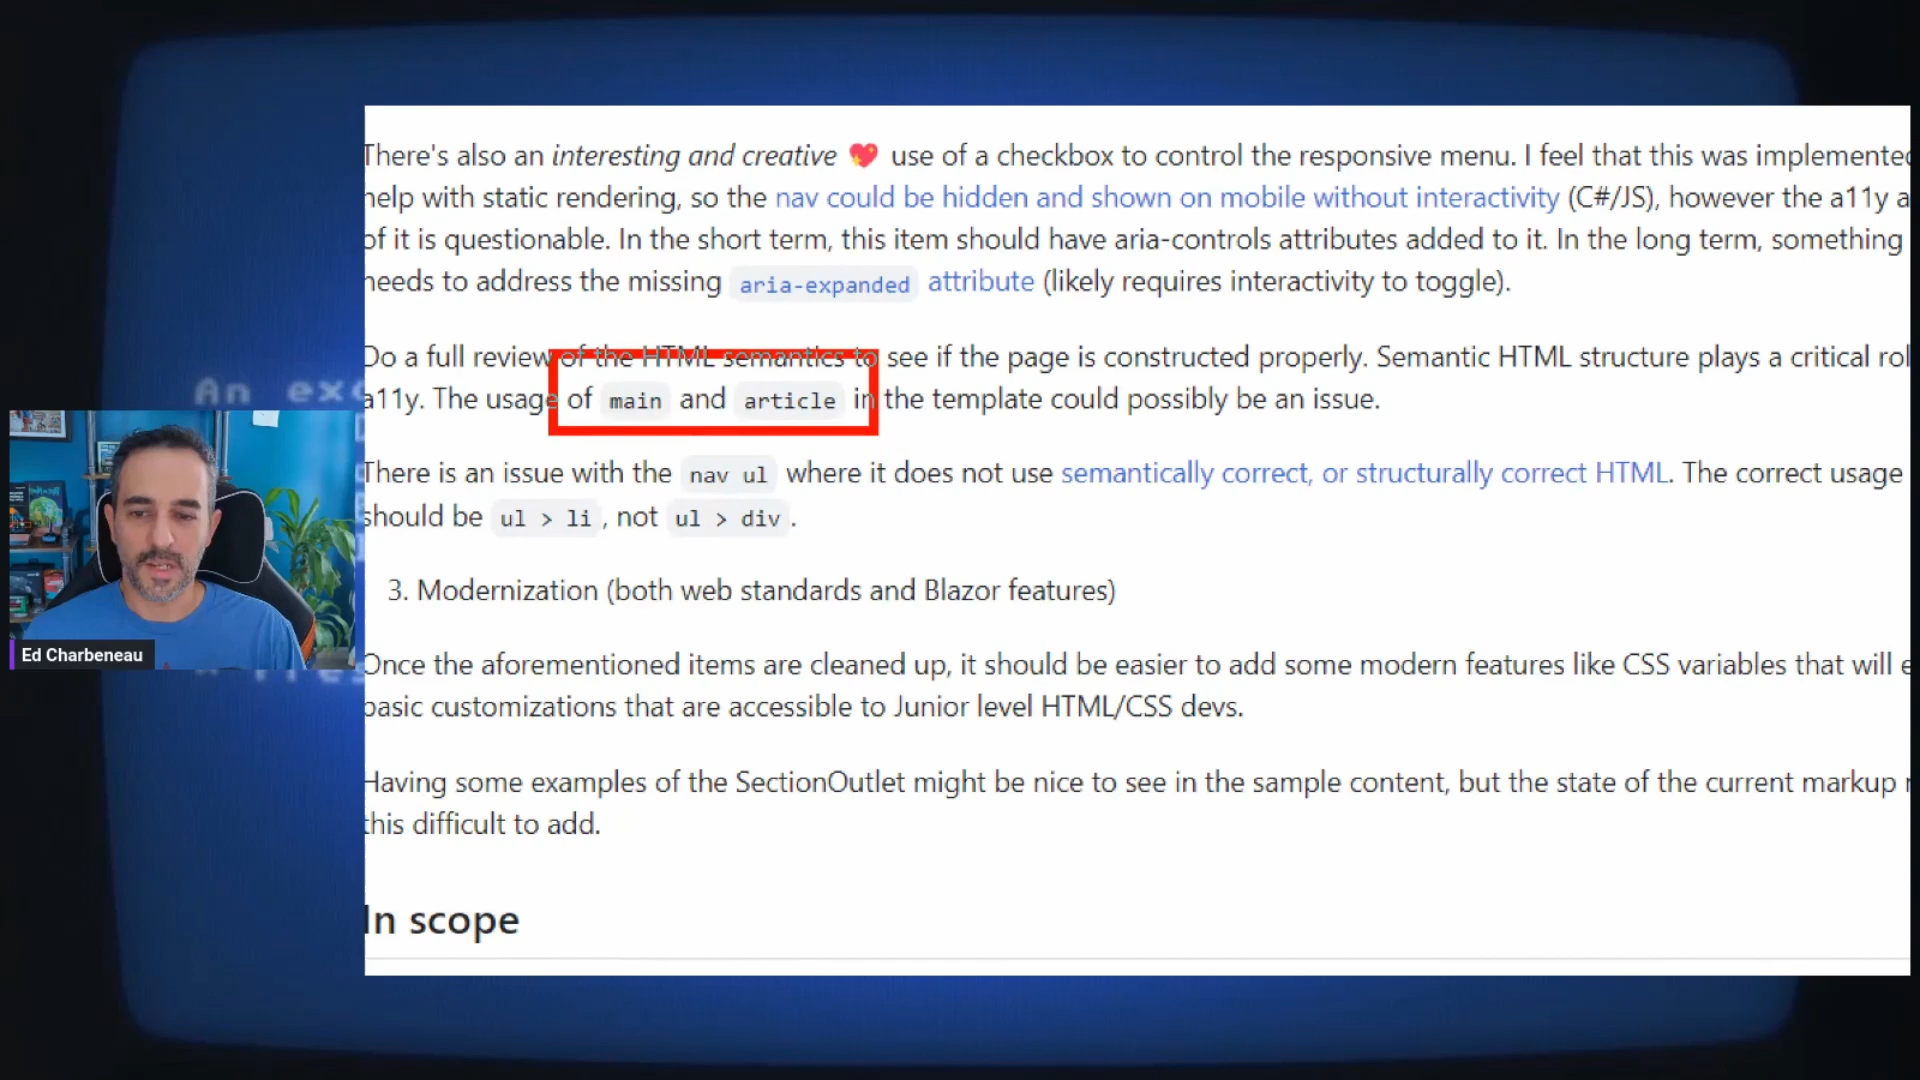 There's also an interesting and creative 💖 use of a checkbox to control the responsive menu. I feel that this was implemented
help with static rendering, so the nav could be hidden and shown on mobile without interactivity (C#/JS), however the a11y a
of it is questionable. In the short term, this item should have aria-controls attributes added to it. In the long term, something
needs to address the missing aria-expanded attribute (likely requires interactivity to toggle).
Do a full review of the HTML semantics to see if the page is constructed properly. Semantic HTML structure plays a critical rol
a11y. The usage of main and article in the template could possibly be an issue.
An exc
There is an issue with the nav ul where it does not use semantically correct, or structurally correct HTML. The correct usage
should be ul > li, not ul > div.
3. Modernization (both web standards and Blazor features)
Ed Charbeneau
Once the aforementioned items are cleaned up, it should be easier to add some modern features like CSS variables that will e
basic customizations that are accessible to Junior level HTML/CSS devs.
Having some examples of the SectionOutlet might be nice to see in the sample content, but the state of the current markup
this difficult to add.
In scope